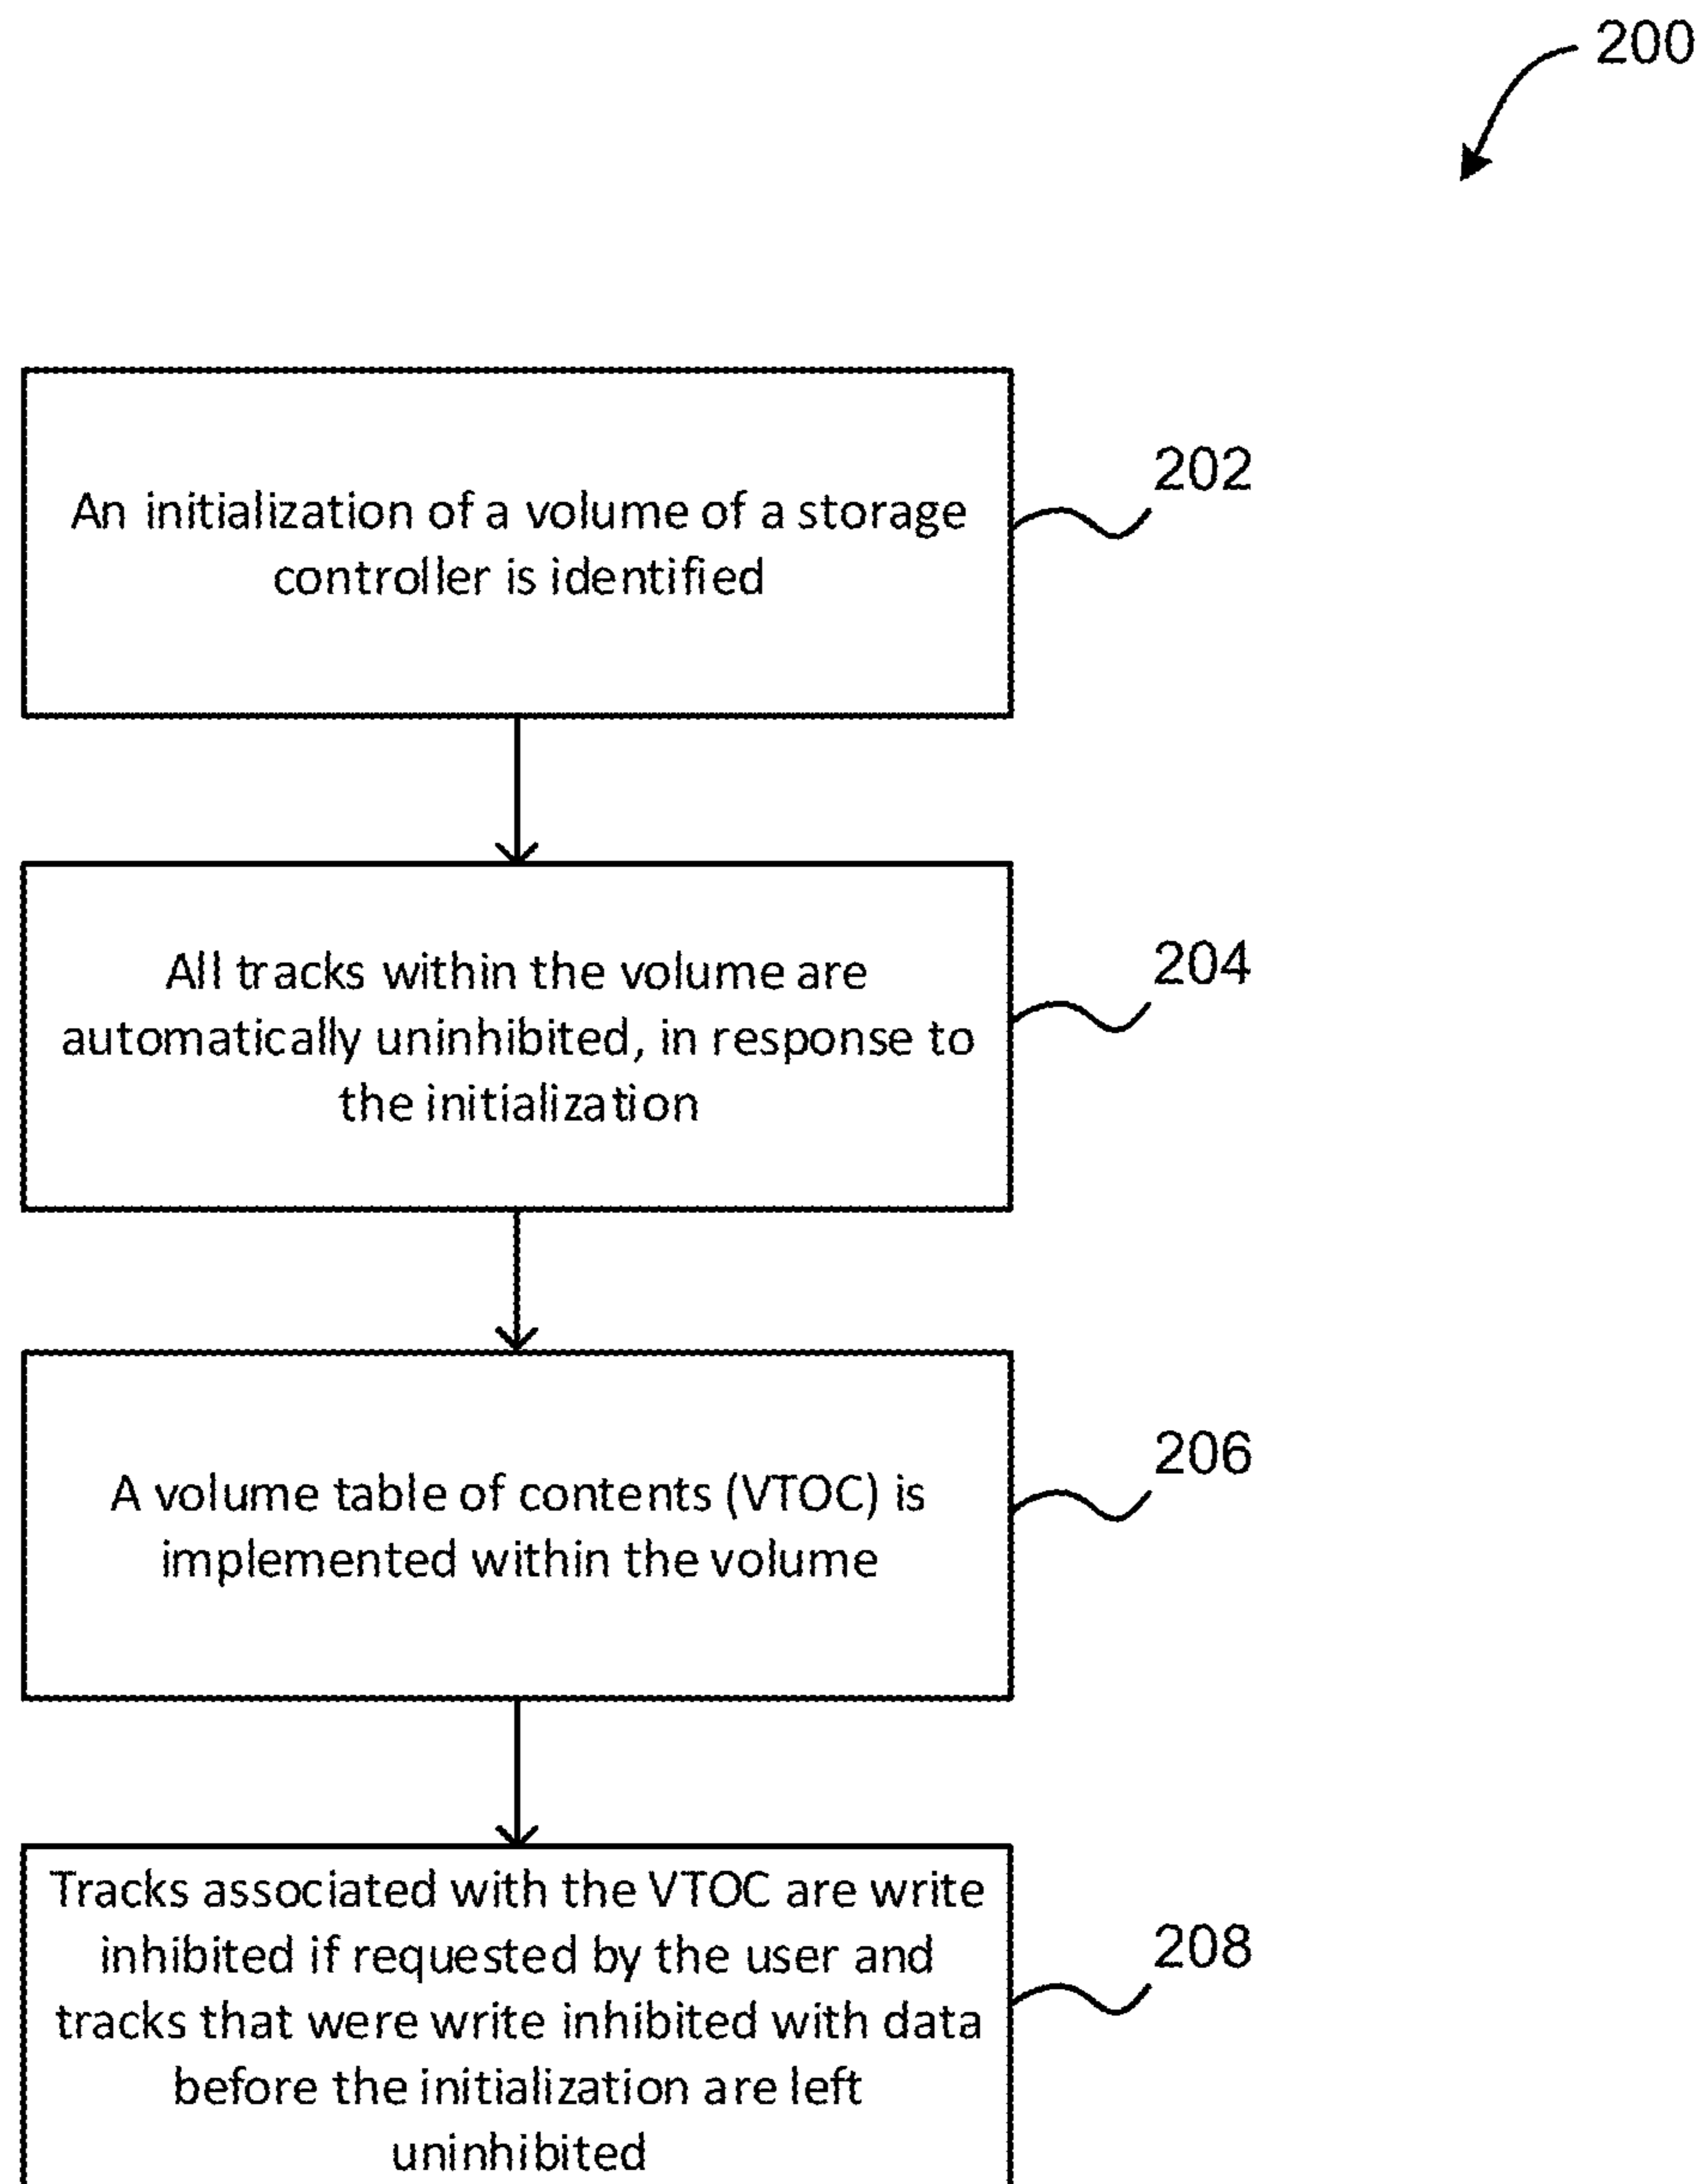 200
An initialization of a volume of a storage
controller is identified
202
All tracks within the volume are
automatically uninhibited, in response to
the initialization
204
A volume table of contents (VTOC) is
implemented within the volume
206
Tracks associated with the VTOC are write
inhibited if requested by the user and
tracks that were write inhibited with data
before the initialization are left
uninhibited
208